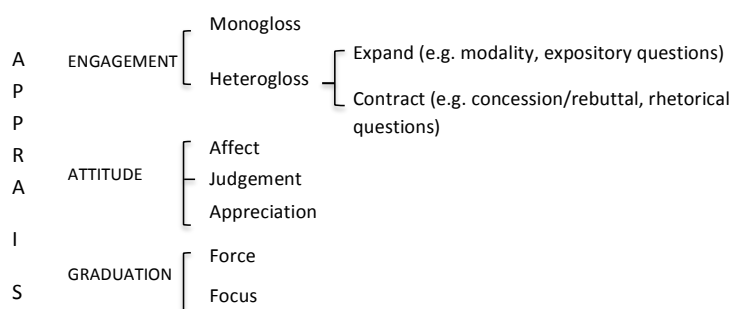 Monogloss
ENGAGEMENT
Heterogloss
Expand (e.g. modality, expository questions)
Contract (e.g. concession/rebuttal, rhetorical
questions)
A
P
P
R
A
I
S
ATTITUDE
Affect
Judgement
Appreciation
GRADUATION
Force
Focus